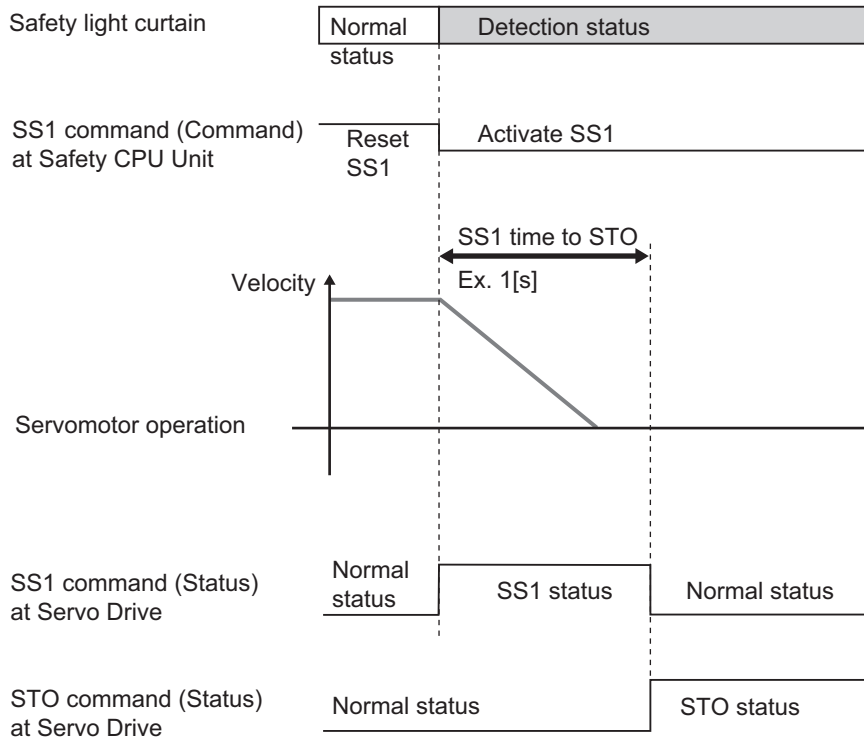 Safety light curtain
Normal
status
Detection status
SS1 command (Command)
at Safety CPU Unit
Reset
SS1
Activate SS1
SS1 time to STO
Ex. 1[s]
Velocity
Servomotor operation
SS1 command (Status)
at Servo Drive
Normal
status
SS1 status
Normal status
STO command (Status)
at Servo Drive
Normal status
STO status